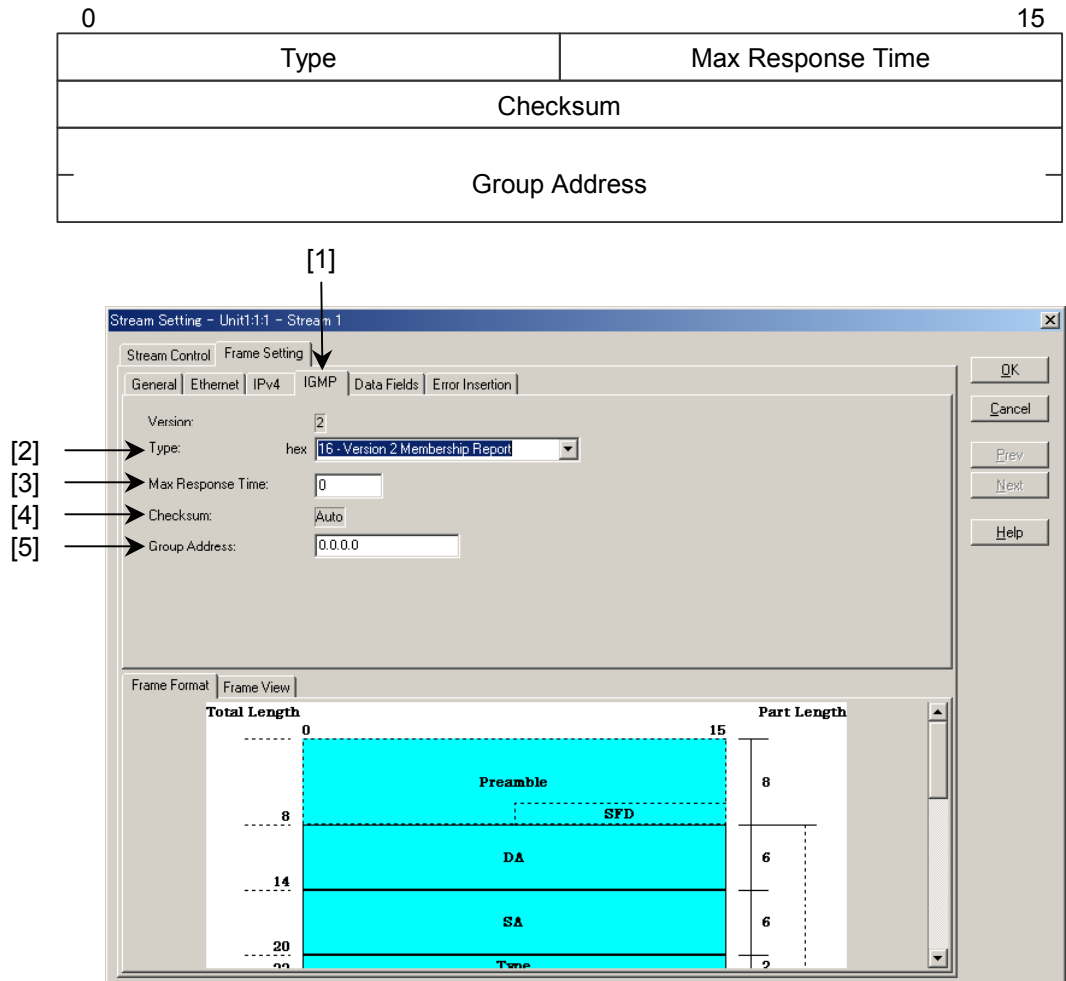 0 15
Type Max Response Time
Checksum
Group Address
[1]
Stream Setting - Unit1:1:1 - Stream 1
Stream Control Frame Setting
General Ethernet IPv4 IGMP Data Fields Error Insertion
OK
Cancel
Prev
Next
Help
Version: 2
[2] Type: hex 16 - Version 2 Membership Report
[3] Max Response Time: 0
[4] Checksum: Auto
[5] Group Address: 0.0.0.0
Frame Format Frame View
Total Length Part Length
0 15
Preamble 8
8 SFD
DA 6
14
SA 6
20
22 Type 2